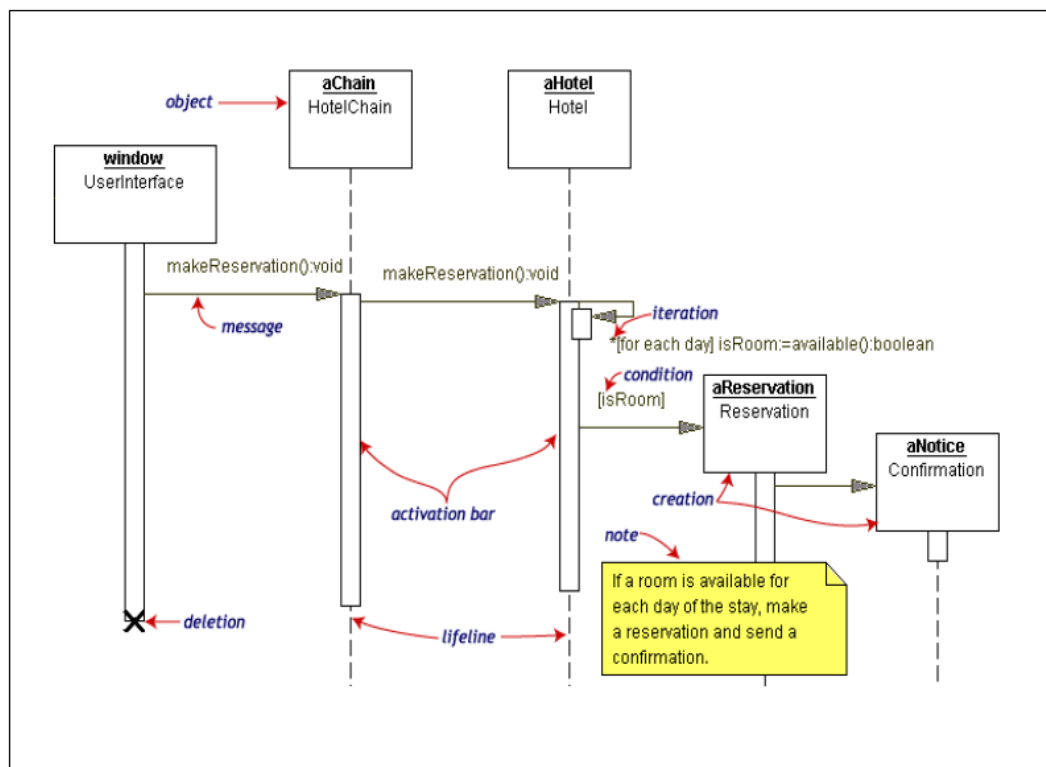 aChain
HotelChain
aHotel
Hotel
object
window
UserInterface
makeReservation():void
makeReservation():void
message
iteration
*[for each day] isRoom:=available():boolean
condition
[isRoom]
aReservation
Reservation
aNotice
Confirmation
activation bar
creation
note
If a room is available for
each day of the stay, make
a reservation and send a
confirmation.
deletion
lifeline